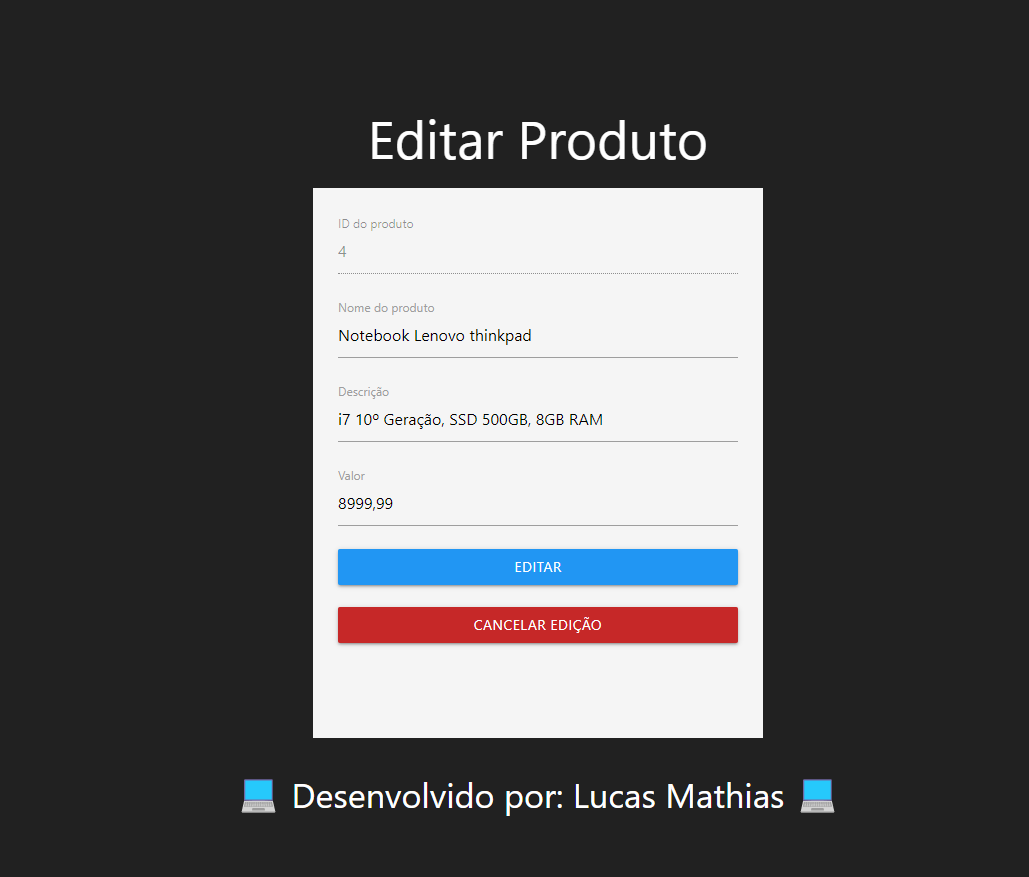 Editar Produto
ID do produto
4
Nome do produto
Notebook Lenovo thinkpad
Descrição
i7 10º Geração, SSD 500GB, 8GB RAM
Valor
8999,99
EDITAR
CANCELAR EDIÇÃO
💻 Desenvolvido por: Lucas Mathias 💻